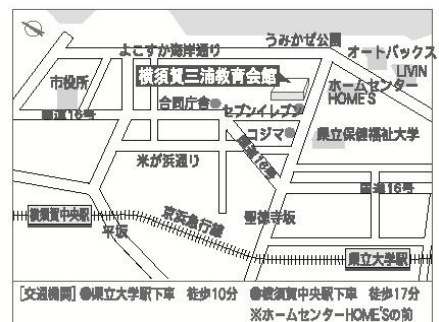 うみかぜ公園
よこすか海岸通り
オートバックス
LIVIN
市役所
横須賀三浦教育会館
ホームセンター
HOME'S
合同庁舎
セブンイレブン
国道16号
コジマ
県立保健福祉大学
米が浜通り
国道16号
国道16号
横須賀中央駅
平坂
京浜急行線
聖徳寺坂
県立大学駅
[交通機関] ●県立大学駅下車 徒歩10分 ●横須賀中央駅下車 徒歩17分
※ホームセンターHOME'Sの前